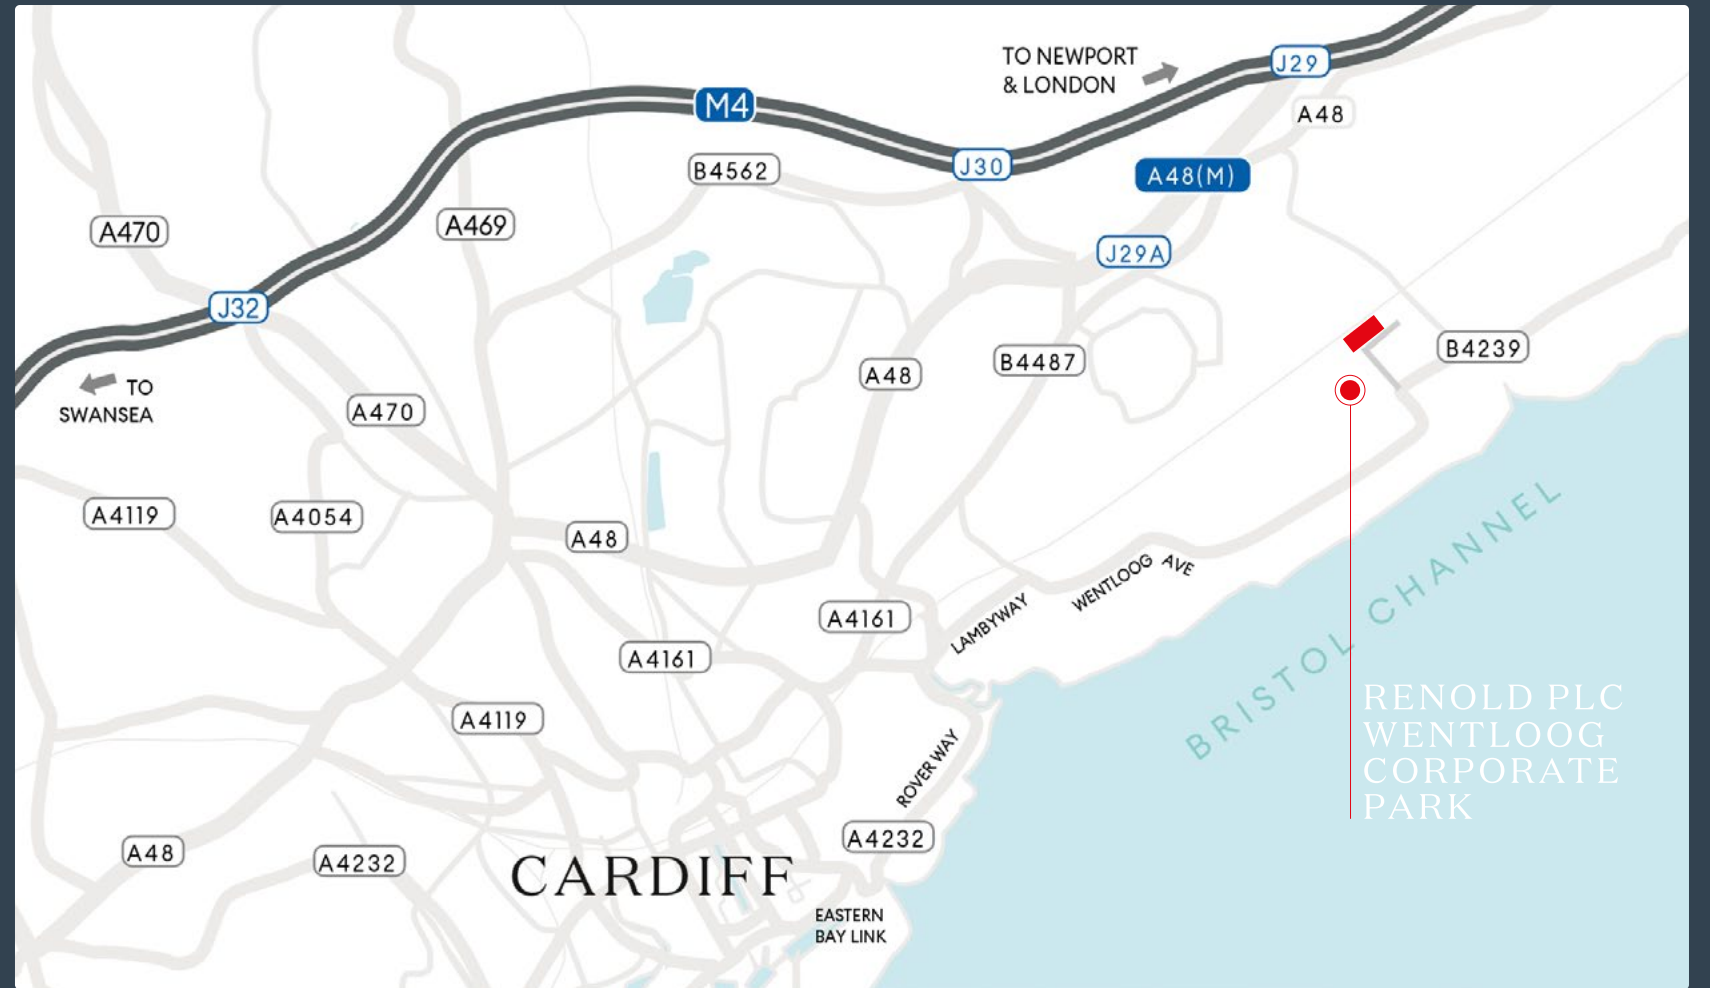 TO NEWPORT
& LONDON
J29
M4
A48
J30
B4562
A48(M)
A470
A469
J29A
J32
TO
SWANSEA
A48
B4487
B4239
A470
A4119
A4054
A48
BRISTOL CHANNEL
WENTLOOG AVE
LAMBYWAY
A4161
A4161
A4119
RENOLD PLC
WENTLOOG
CORPORATE
PARK
ROVER WAY
A48
A4232
A4232
CARDIFF
EASTERN
BAY LINK